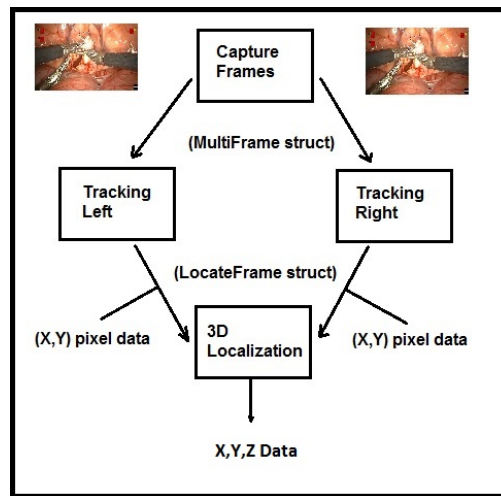 Capture
Frames
(MultiFrame struct)
Tracking
Left
Tracking
Right
(LocateFrame struct)
(X,Y) pixel data
3D
Localization
(X,Y) pixel data
X,Y,Z Data